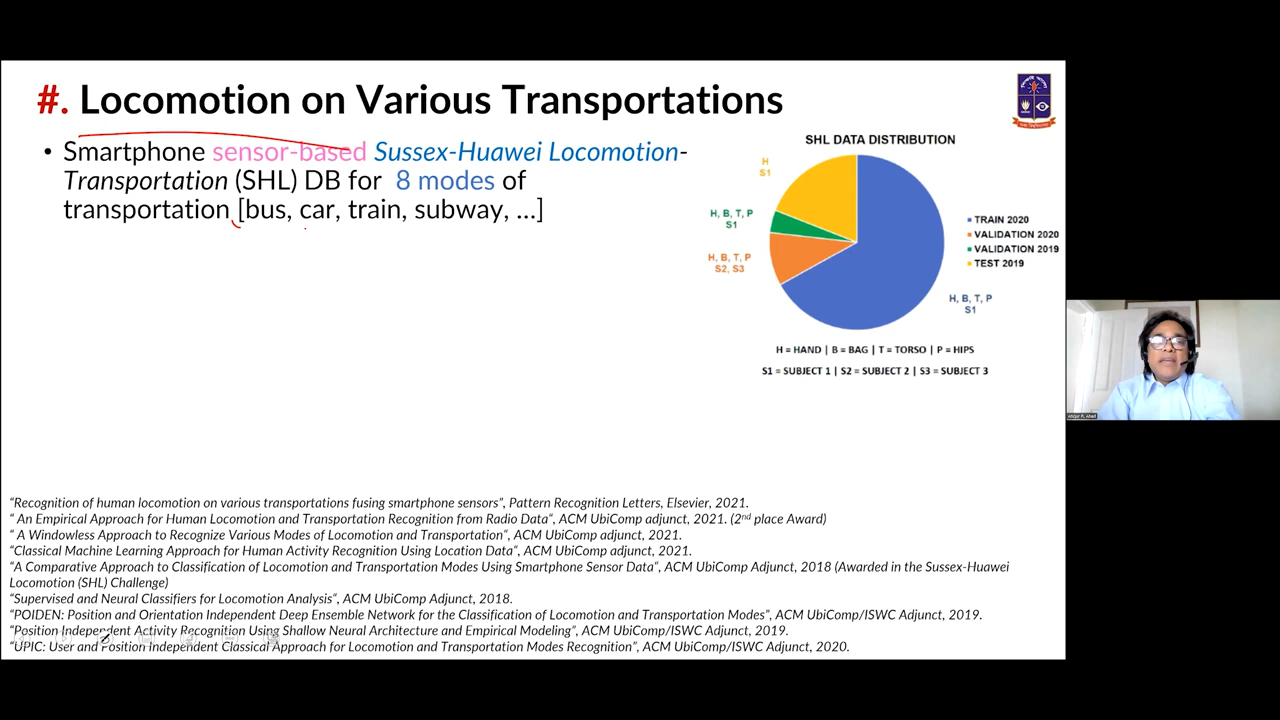 #. Locomotion on Various Transportations
• Smartphone sensor-based Sussex-Huawei Locomotion-
Transportation (SHL) DB for 8 modes of
transportation [bus, car, train, subway, ...]
SHL DATA DISTRIBUTION
H
S1
H, B, T, P
S1
H, B, T, P
S2, S3
H, B, T, P
S1
TRAIN 2020
VALIDATION 2020
VALIDATION 2019
TEST 2019
H = HAND | B = BAG | T = TORSO | P = HIPS
S1 = SUBJECT 1 | S2 = SUBJECT 2 | S3 = SUBJECT 3
“Recognition of human locomotion on various transportations fusing smartphone sensors”, Pattern Recognition Letters, Elsevier, 2021.
“ An Empirical Approach for Human Locomotion and Transportation Recognition from Radio Data“, ACM UbiComp adjunct, 2021. (2nd place Award)
“ A Windowless Approach to Recognize Various Modes of Locomotion and Transportation“, ACM UbiComp adjunct, 2021.
“Classical Machine Learning Approach for Human Activity Recognition Using Location Data“, ACM UbiComp adjunct, 2021.
“A Comparative Approach to Classification of Locomotion and Transportation Modes Using Smartphone Sensor Data“, ACM UbiComp Adjunct, 2018 (Awarded in the Sussex-Huawei
Locomotion (SHL) Challenge)
“Supervised and Neural Classifiers for Locomotion Analysis“, ACM UbiComp Adjunct, 2018.
“POIDEN: Position and Orientation Independent Deep Ensemble Network for the Classification of Locomotion and Transportation Modes”, ACM UbiComp/ISWC Adjunct, 2019.
“Position Independent Activity Recognition Using Shallow Neural Architecture and Empirical Modeling”, ACM UbiComp/ISWC Adjunct, 2019.
“UPIC: User and Position Independent Classical Approach for Locomotion and Transportation Modes Recognition”, ACM UbiComp/ISWC Adjunct, 2020.